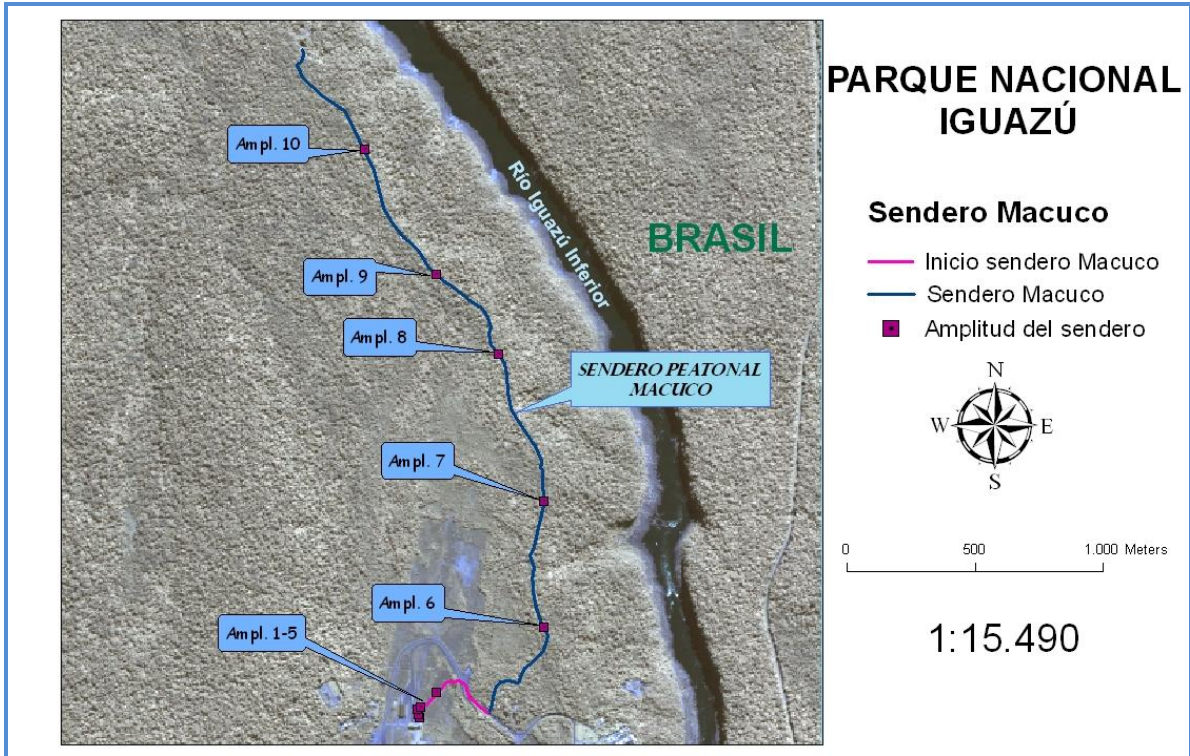 PARQUE NACIONAL
IGUAZÚ
Sendero Macuco
Inicio sendero Macuco
Sendero Macuco
Amplitud del sendero
N
W
E
S
0
500
1.000 Meters
1:15.490
Ampl. 10
Río Iguazú Inferior
BRASIL
Ampl. 9
Ampl. 8
SENDERO PEATONAL
MACUCO
Ampl. 7
Ampl. 6
Ampl. 1-5